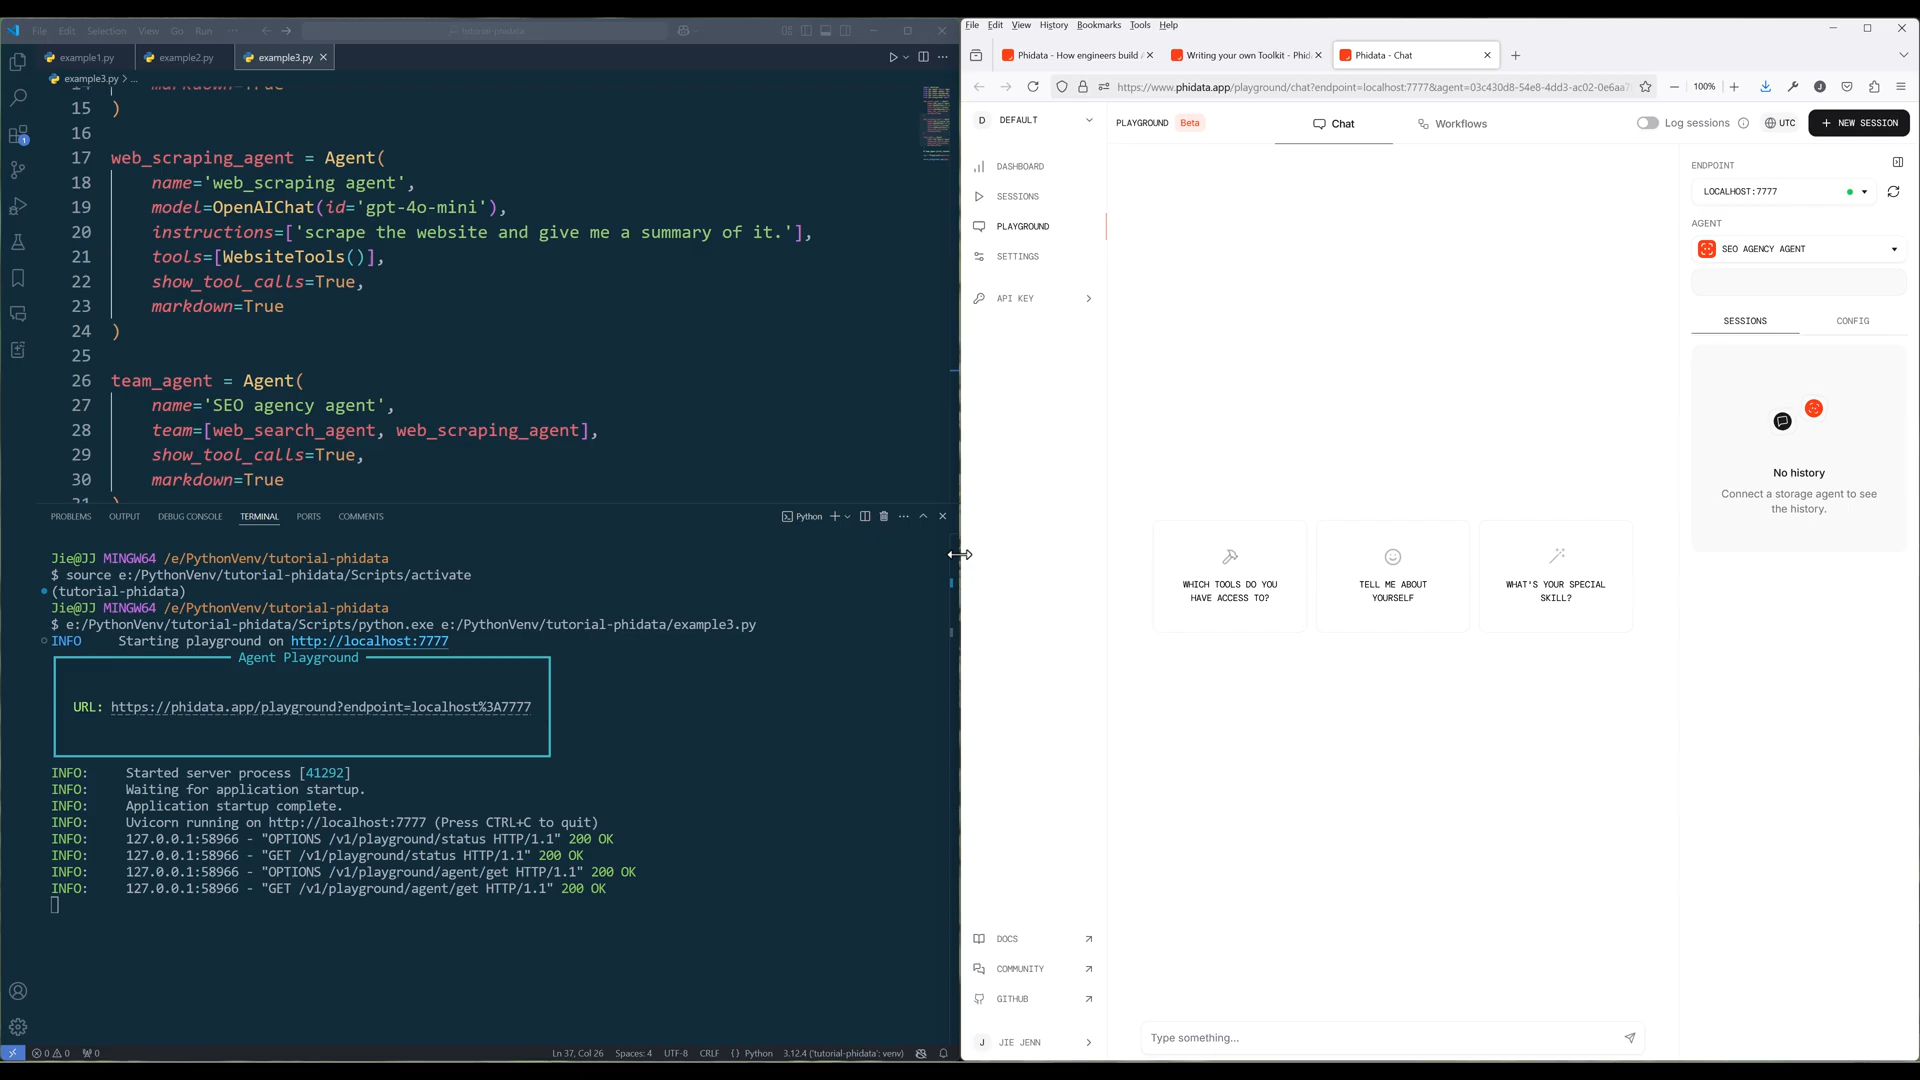 File Edit Selection View Go Run ···
tutorial-phidata
example1.py
example2.py
example3.py
example3.py > ...
14 markdown=True
15 )
16
17 web_scraping_agent = Agent(
18 name='web_scraping agent',
19 model=OpenAIChat(id='gpt-4o-mini'),
20 instructions=['scrape the website and give me a summary of it.'],
21 tools=[WebsiteTools()],
22 show_tool_calls=True,
23 markdown=True
24 )
25
26 team_agent = Agent(
27 name='SEO agency agent',
28 team=[web_search_agent, web_scraping_agent],
29 show_tool_calls=True,
30 markdown=True
31 )
PROBLEMS OUTPUT DEBUG CONSOLE TERMINAL PORTS COMMENTS
Python
Jie@JJ MINGW64 /e/PythonVenv/tutorial-phidata
$ source e:/PythonVenv/tutorial-phidata/Scripts/activate
(tutorial-phidata)
Jie@JJ MINGW64 /e/PythonVenv/tutorial-phidata
$ e:/PythonVenv/tutorial-phidata/Scripts/python.exe e:/PythonVenv/tutorial-phidata/example3.py
INFO Starting playground on http://localhost:7777
Agent Playground
URL: https://phidata.app/playground?endpoint=localhost%3A7777
INFO: Started server process [41292]
INFO: Waiting for application startup.
INFO: Application startup complete.
INFO: Uvicorn running on http://localhost:7777 (Press CTRL+C to quit)
INFO: 127.0.0.1:58966 - "OPTIONS /v1/playground/status HTTP/1.1" 200 OK
INFO: 127.0.0.1:58966 - "GET /v1/playground/status HTTP/1.1" 200 OK
INFO: 127.0.0.1:58966 - "OPTIONS /v1/playground/agent/get HTTP/1.1" 200 OK
INFO: 127.0.0.1:58966 - "GET /v1/playground/agent/get HTTP/1.1" 200 OK
0 0 0 Ln 37, Col 26 Spaces: 4 UTF-8 CRLF { } Python 3.12.4 ('tutorial-phidata': venv)
1
File Edit View History Bookmarks Tools Help
Phidata - How engineers build A
Writing your own Toolkit - Phid
Phidata - Chat
https://www.phidata.app/playground/chat?endpoint=localhost:7777&agent=03c430d8-54e8-4dd3-ac02-0e6aa7
100%
D DEFAULT
DASHBOARD
SESSIONS
PLAYGROUND
SETTINGS
API KEY
DOCS
COMMUNITY
GITHUB
J JIE JENN
PLAYGROUND Beta
Chat
Workflows
Log sessions
UTC
+ NEW SESSION
WHICH TOOLS DO YOU HAVE ACCESS TO?
TELL ME ABOUT YOURSELF
WHAT'S YOUR SPECIAL SKILL?
Type something...
ENDPOINT
LOCALHOST:7777
AGENT
SEO AGENCY AGENT
SESSIONS
CONFIG
No history
Connect a storage agent to see
the history.